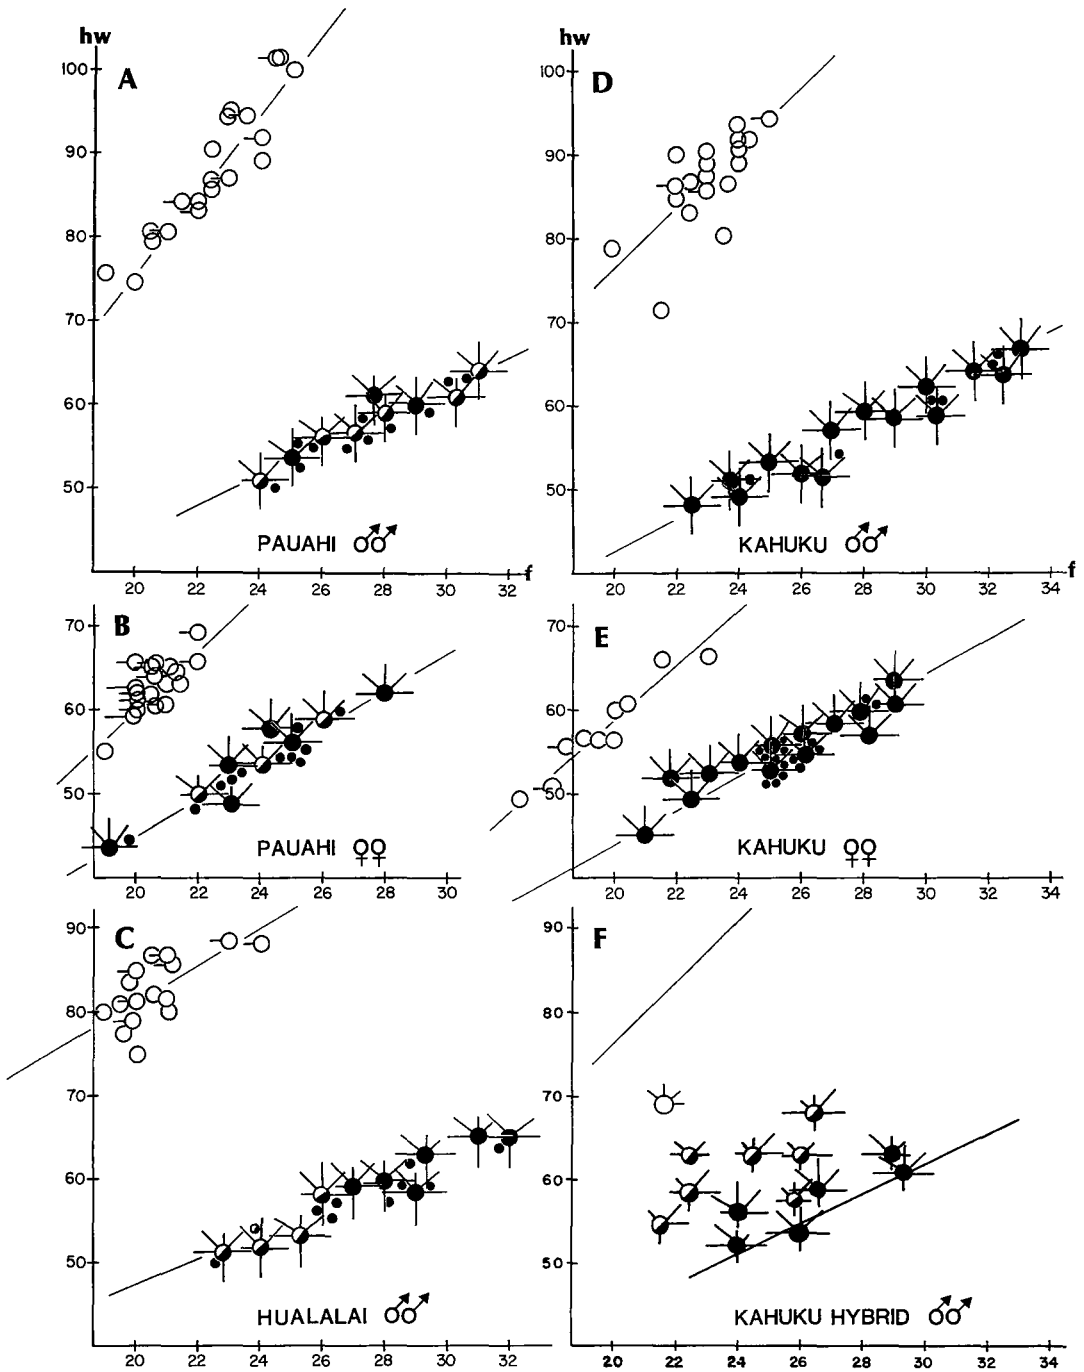 hw
A
100
90
80
70
60
50
PAUAHI ♂♂
20 22 24 26 28 30 32 f
hw
D
100
90
80
70
60
50
KAHUKU ♂♂
20 22 24 26 28 30 32 34 f
B
70
60
50
PAUAHI ♀♀
20 22 24 26 28 30
E
70
60
50
KAHUKU ♀♀
20 22 24 26 28 30 32 34
C
90
80
70
60
50
HUALALAI ♂♂
20 22 24 26 28 30 32
F
90
80
70
60
50
KAHUKU HYBRID ♂♂
20 22 24 26 28 30 32 34